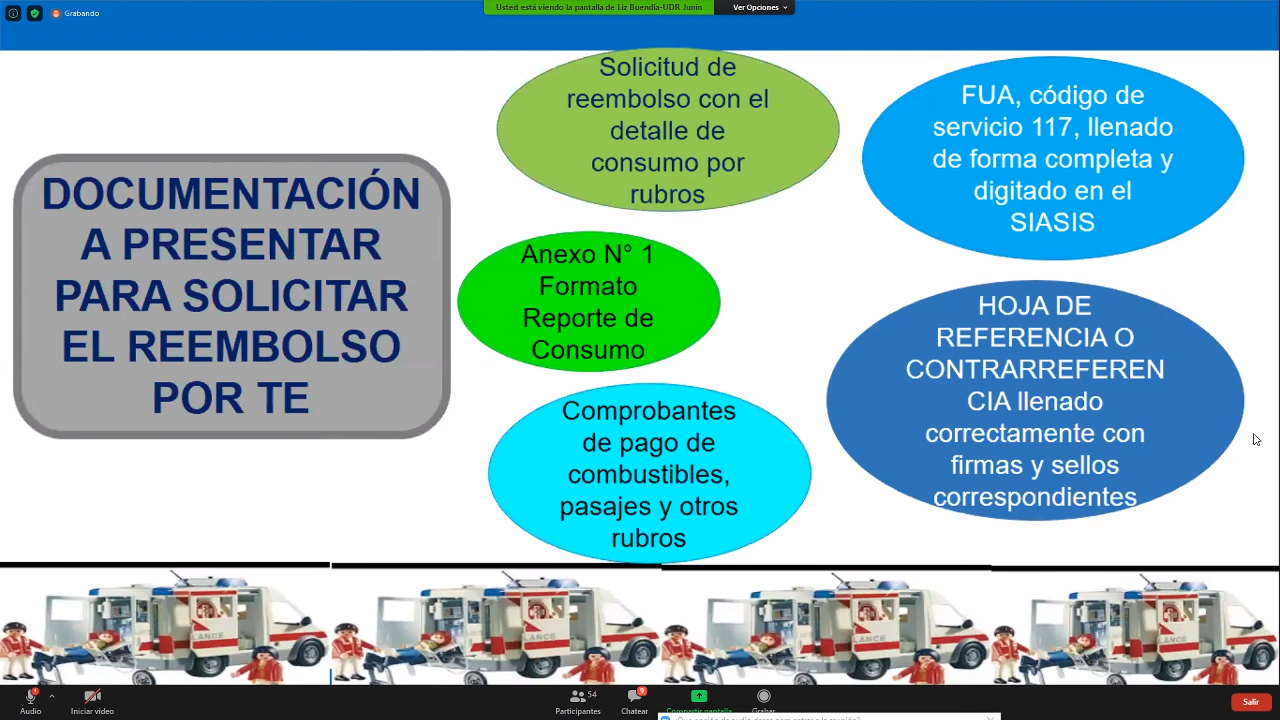 Grabando
Usted está viendo la pantalla de Liz Buendia-UDR Junín
Ver Opciones
DOCUMENTACIÓN
A PRESENTAR
PARA SOLICITAR
EL REEMBOLSO
POR TE
Solicitud de
reembolso con el
detalle de
consumo por
rubros
Anexo N° 1
Formato
Reporte de
Consumo
Comprobantes
de pago de
combustibles,
pasajes y otros
rubros
FUA, código de
servicio 117, llenado
de forma completa y
digitado en el
SIASIS
HOJA DE
REFERENCIA O
CONTRARREFEREN
CIA llenado
correctamente con
firmas y sellos
correspondientes
Audio
Iniciar video
54
Participantes
9
Chatear
Compartir pantalla
Grabar
Salir